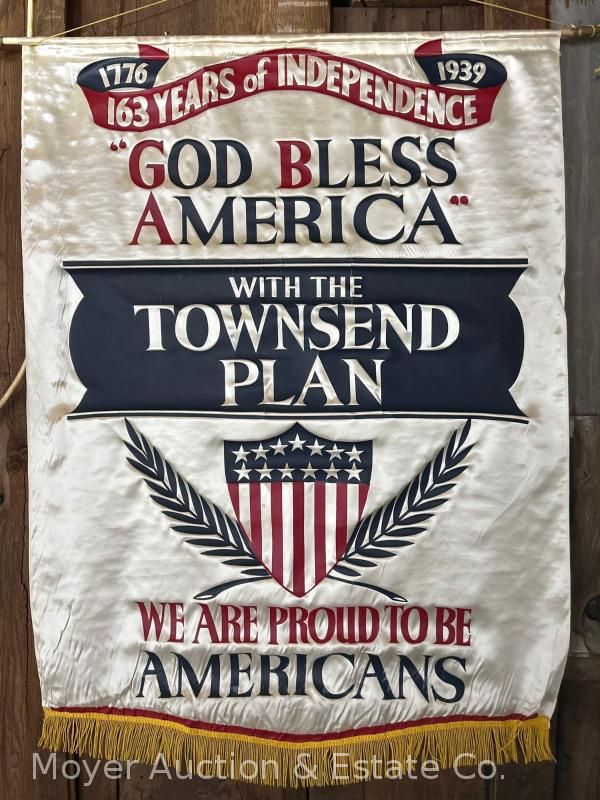 1776 1939
163 YEARS of INDEPENDENCE
"GOD BLESS
AMERICA"
WITH THE
TOWNSEND
PLAN
WE ARE PROUD TO BE
AMERICANS
Moyer Auction & Estate Co.